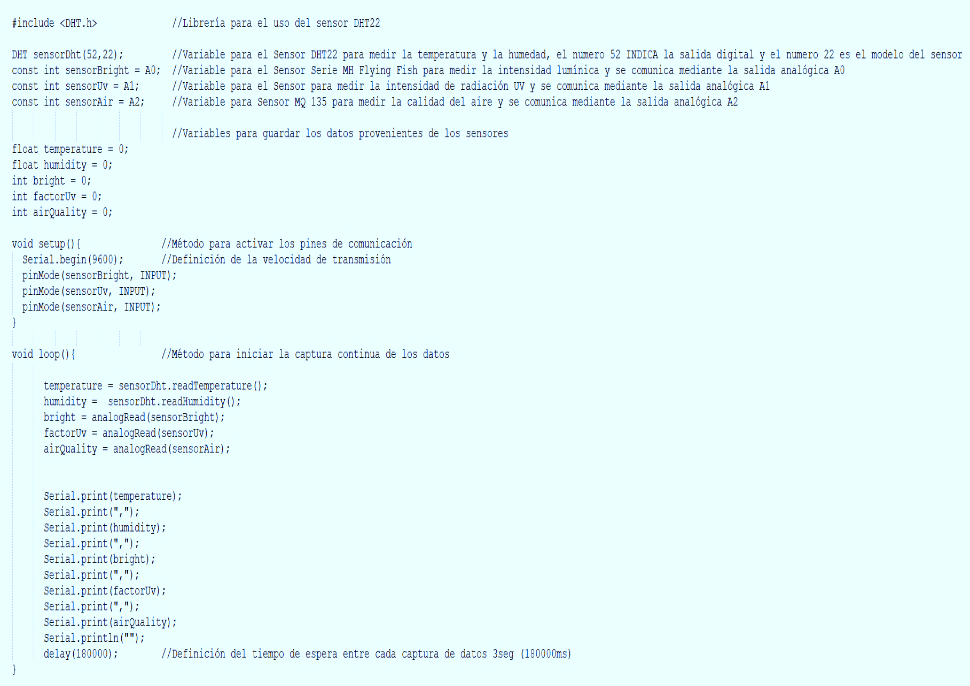 #include <DHT.h> //Librería para el uso del sensor DHT22
DHT sensorDht(52,22); //Variable para el Sensor DHT22 para medir la temperatura y la humedad, el numero 52 INDICA la salida digital y el numero 22 es el modelo del sensor
const int sensorBright = A0; //Variable para el Sensor Serie MH Flying Fish para medir la intensidad lumínica y se comunica mediante la salida analógica A0
const int sensorUv = A1; //Variable para el Sensor para medir la intensidad de radiación UV y se comunica mediante la salida analógica A1
const int sensorAir = A2; //Variable para Sensor MQ 135 para medir la calidad del aire y se comunica mediante la salida analógica A2
//Variables para guardar los datos provenientes de los sensores
float temperature = 0;
float humidity = 0;
int bright = 0;
int factorUv = 0;
int airQuality = 0;
void setup(){ //Método para activar los pines de comunicación
Serial.begin(9600); //Definición de la velocidad de transmisión
pinMode(sensorBright, INPUT);
pinMode(sensorUv, INPUT);
pinMode(sensorAir, INPUT);
}
void loop(){ //Método para iniciar la captura continua de los datos
temperature = sensorDht.readTemperature();
humidity = sensorDht.readHumidity();
bright = analogRead(sensorBright);
factorUv = analogRead(sensorUv);
airQuality = analogRead(sensorAir);
Serial.print(temperature);
Serial.print(",");
Serial.print(humidity);
Serial.print(",");
Serial.print(bright);
Serial.print(",");
Serial.print(factorUv);
Serial.print(",");
Serial.print(airQuality);
Serial.println("");
delay(180000); //Definición del tiempo de espera entre cada captura de datos 3seg (180000ms)
}